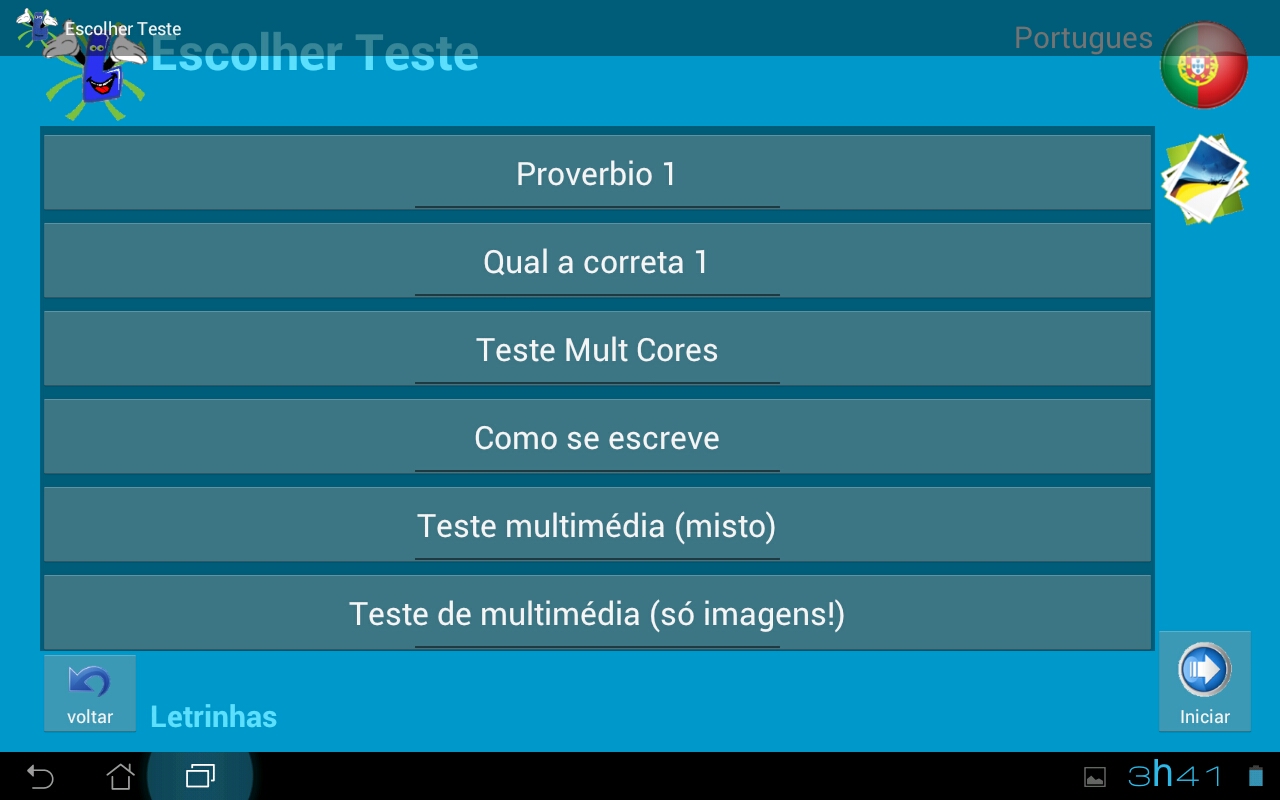 Escolher Teste
Escolher Teste
Portugues
Proverbio 1
Qual a correta 1
Teste Mult Cores
Como se escreve
Teste multimédia (misto)
Teste de multimédia (só imagens!)
voltar
Letrinhas
Iniciar
3h41